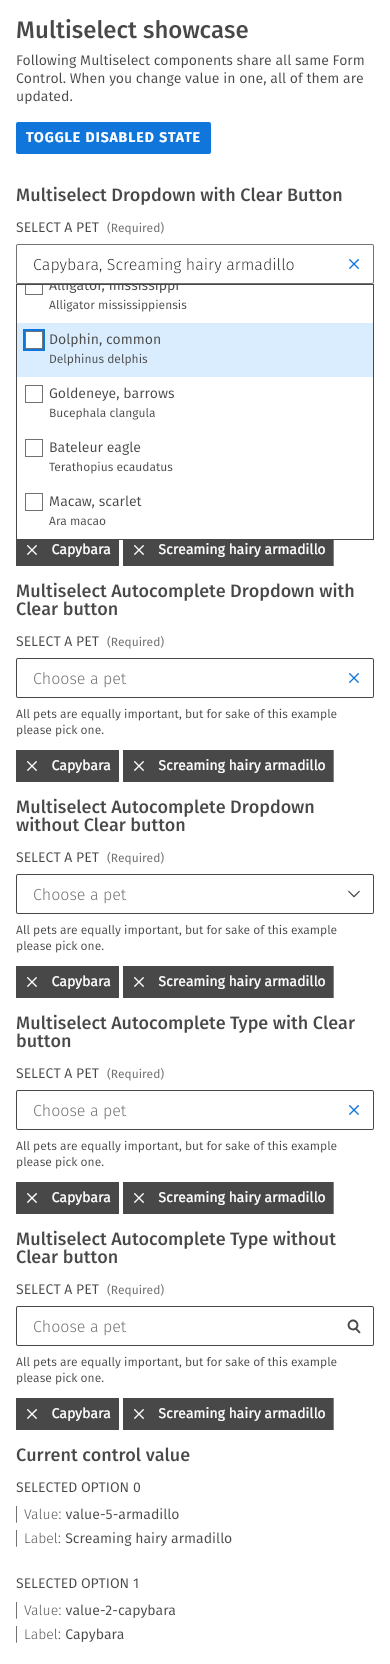 Multiselect showcase
Following Multiselect components share all same Form
Control. When you change value in one, all of them are
updated.
TOGGLE DISABLED STATE
Multiselect Dropdown with Clear Button
SELECT A PET (Required)
Capybara, Screaming hairy armadillo
Alligator, mississippi
Alligator mississippiensis
Dolphin, common
Delphinus delphis
Goldeneye, barrows
Bucephala clangula
Bateleur eagle
Terathopius ecaudatus
Macaw, scarlet
Ara macao
Capybara Screaming hairy armadillo
Multiselect Autocomplete Dropdown with
Clear button
SELECT A PET (Required)
Choose a pet
All pets are equally important, but for sake of this example
please pick one.
Capybara Screaming hairy armadillo
Multiselect Autocomplete Dropdown
without Clear button
SELECT A PET (Required)
Choose a pet
All pets are equally important, but for sake of this example
please pick one.
Capybara Screaming hairy armadillo
Multiselect Autocomplete Type with Clear
button
SELECT A PET (Required)
Choose a pet
All pets are equally important, but for sake of this example
please pick one.
Capybara Screaming hairy armadillo
Multiselect Autocomplete Type without
Clear button
SELECT A PET (Required)
Choose a pet
All pets are equally important, but for sake of this example
please pick one.
Capybara Screaming hairy armadillo
Current control value
SELECTED OPTION 0
Value: value-5-armadillo
Label: Screaming hairy armadillo
SELECTED OPTION 1
Value: value-2-capybara
Label: Capybara